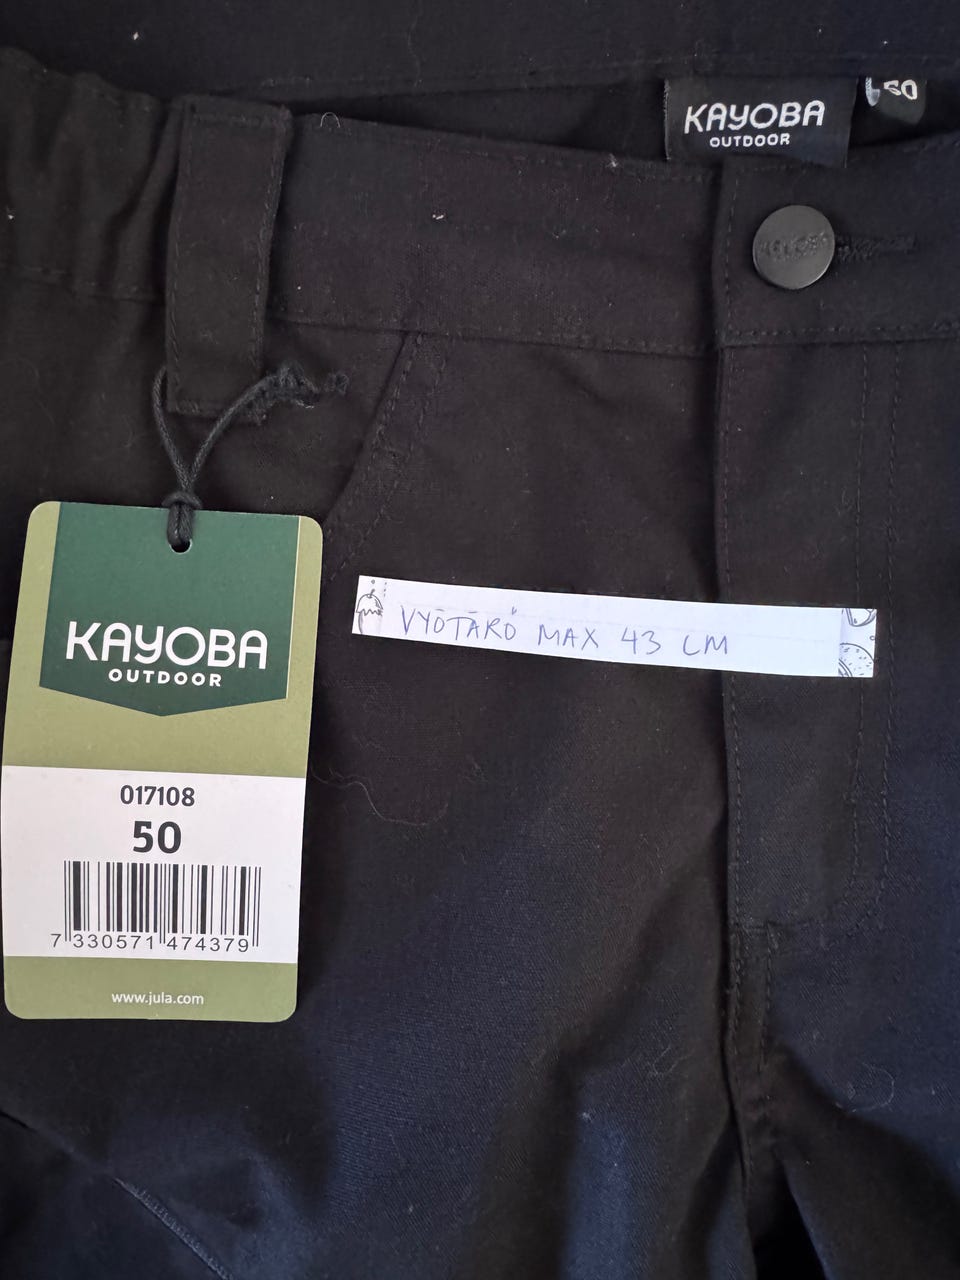 KAYOBA
OUTDOOR
50
KAYOBA
OUTDOOR
017108
50
7 330571 474379
www.jula.com
VYÖTÄRÖ MAX 43 CM